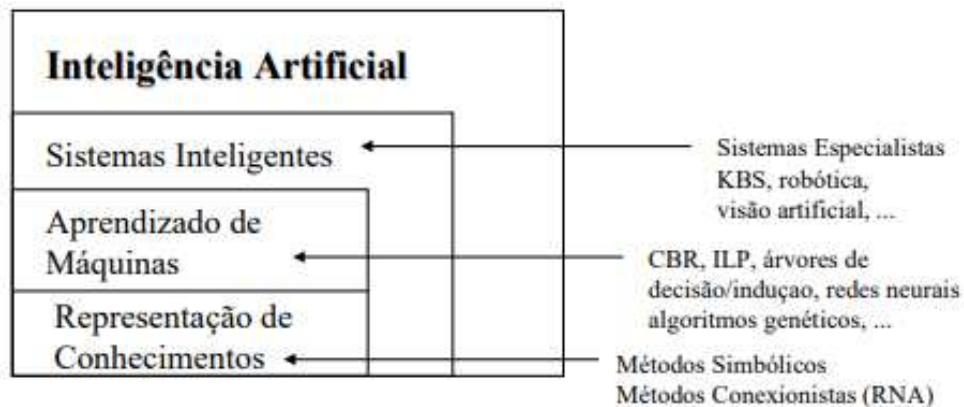 Inteligência Artificial
Sistemas Inteligentes
Aprendizado de
Máquinas
Representação de
Conhecimentos
Sistemas Especialistas
KBS, robótica,
visão artificial, ...
CBR, ILP, árvores de
decisão/induçao, redes neurais
algoritmos genéticos, ...
Métodos Simbólicos
Métodos Conexionistas (RNA)